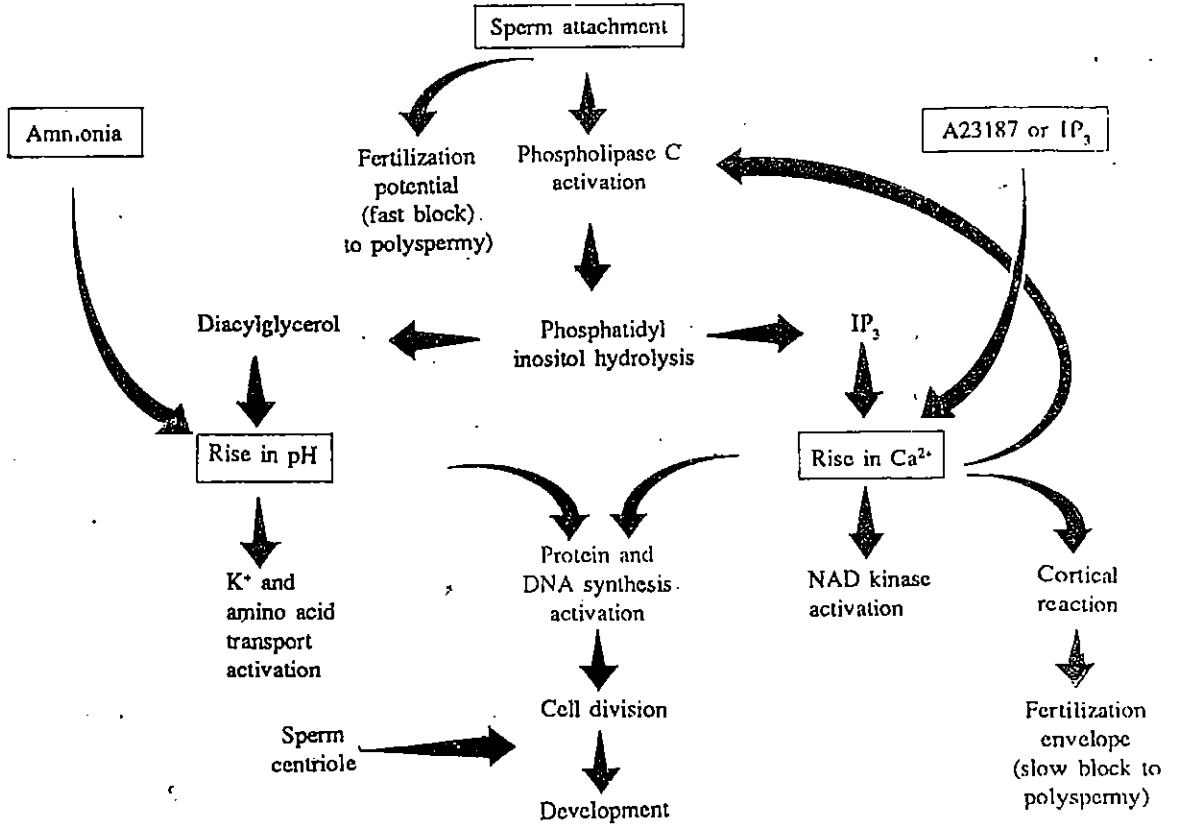 Sperm attachment
Ammonia
A23187 or IP₃
Fertilization
potential
(fast block)
to polyspermy)
Phospholipase C
activation
Diacylglycerol
Phosphatidyl
inositol hydrolysis
IP₃
Rise in pH
Rise in Ca²⁺
K⁺ and
amino acid
transport
activation
Protein and
DNA synthesis
activation
NAD kinase
activation
Cortical
reaction
Cell division
Sperm
centriole
Development
Fertilization
envelope
(slow block to
polyspermy)